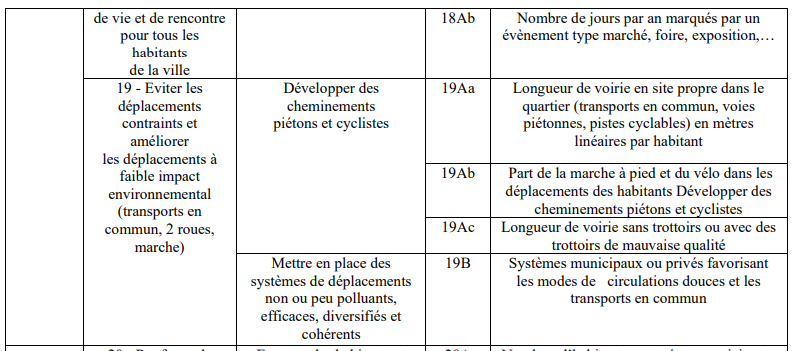 de vie et de rencontre
pour tous les
habitants
de la ville
18Ab
Nombre de jours par an marqués par un
évènement type marché, foire, exposition,…
19 - Eviter les
déplacements
contraints et
améliorer
les déplacements à
faible impact
environnemental
(transports en
commun, 2 roues,
marche)
Développer des
cheminements
piétons et cyclistes
19Aa
Longueur de voirie en site propre dans le
quartier (transports en commun, voies
piétonnes, pistes cyclables) en mètres
linéaires par habitant
19Ab
Part de la marche à pied et du vélo dans les
déplacements des habitants Développer des
cheminements piétons et cyclistes
19Ac
Longueur de voirie sans trottoirs ou avec des
trottoirs de mauvaise qualité
Mettre en place des
systèmes de déplacements
non ou peu polluants,
efficaces, diversifiés et
cohérents
19B
Systèmes municipaux ou privés favorisant
les modes de circulations douces et les
transports en commun